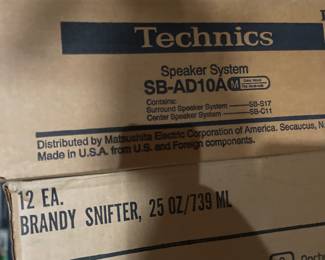 Technics
Speaker System
SB-AD10A M
Contains:
Surround Speaker System SB-S17
Center Speaker System SB-C11
Distributed by Matsushita Electric Corporation of America. Secaucus, N.
Made in U.S.A. from U.S. and Foreign components.
12 EA.
BRANDY SNIFTER, 25 OZ/739 ML